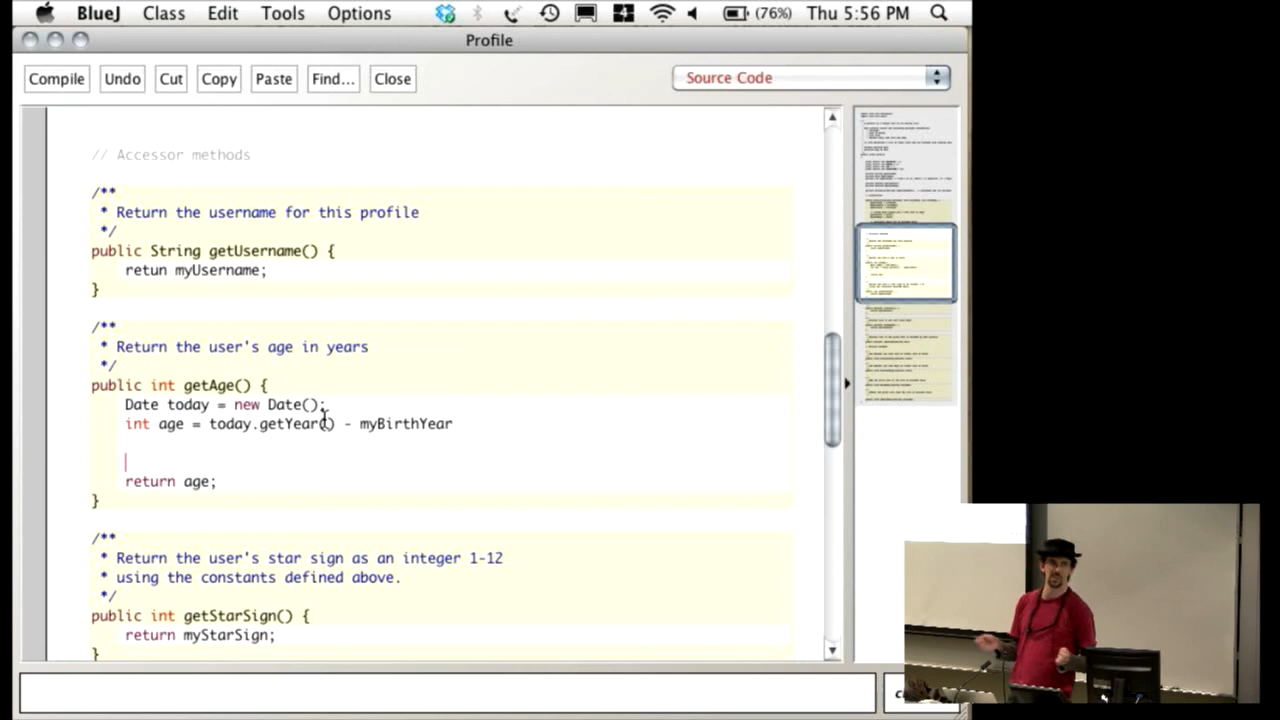 BlueJ Class Edit Tools Options 4 (76%) Thu 5:56 PM
Profile
Compile Undo Cut Copy Paste Find... Close Source Code
// Accessor methods
/**
* Return the username for this profile
*/
public String getUsername() {
retun myUsername;
}
/**
* Return the user's age in years
*/
public int getAge() {
Date today = new Date();
int age = today.getYear() - myBirthYear
return age;
}
/**
* Return the user's star sign as an integer 1-12
* using the constants defined above.
*/
public int getStarSign() {
return myStarSign;
}